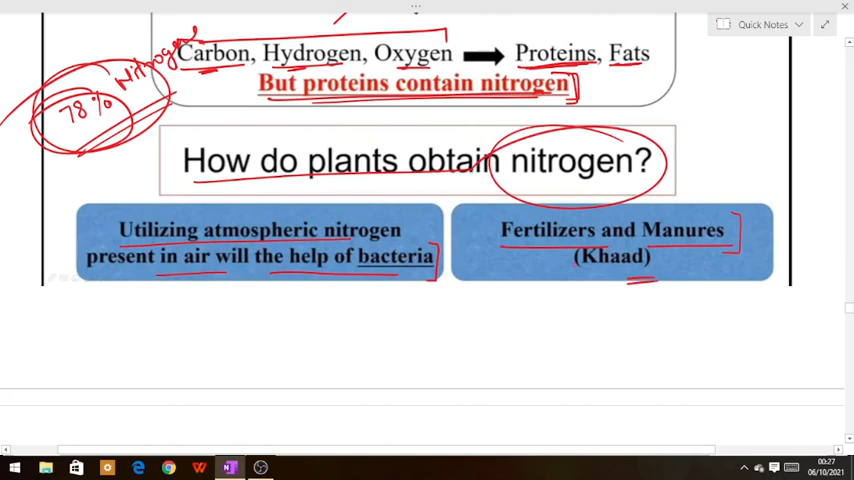 Quick Notes
Nitrogen
78%
Carbon, Hydrogen, Oxygen Proteins, Fats
But proteins contain nitrogen
How do plants obtain nitrogen?
Utilizing atmospheric nitrogen
present in air will the help of bacteria
Fertilizers and Manures
(Khaad)
00:27
06/10/2021